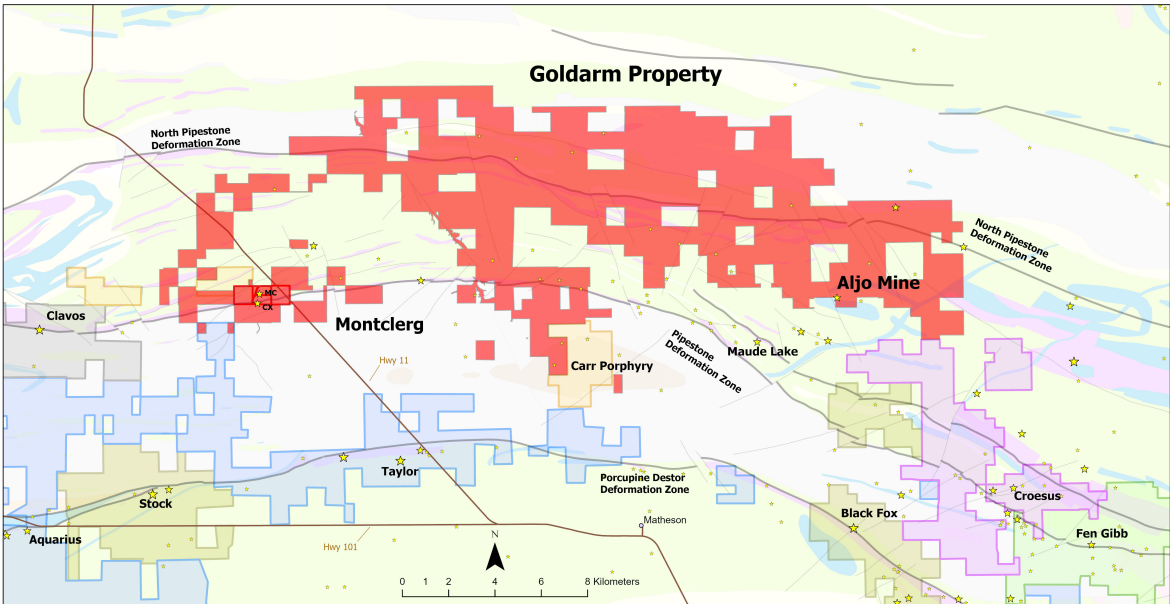 Goldarm Property
North Pipestone
Deformation Zone
North Pipestone
Deformation Zone
Aljo Mine
MC
CX
Clavos
Montclerg
Pipestone
Deformation Zone
Maude Lake
Hwy 11
Carr Porphyry
Taylor
Porcupine Destor
Deformation Zone
Stock
Croesus
Black Fox
Matheson
Fen Gibb
Aquarius
Hwy 101
N
0 1 2 4 6 8 Kilometers